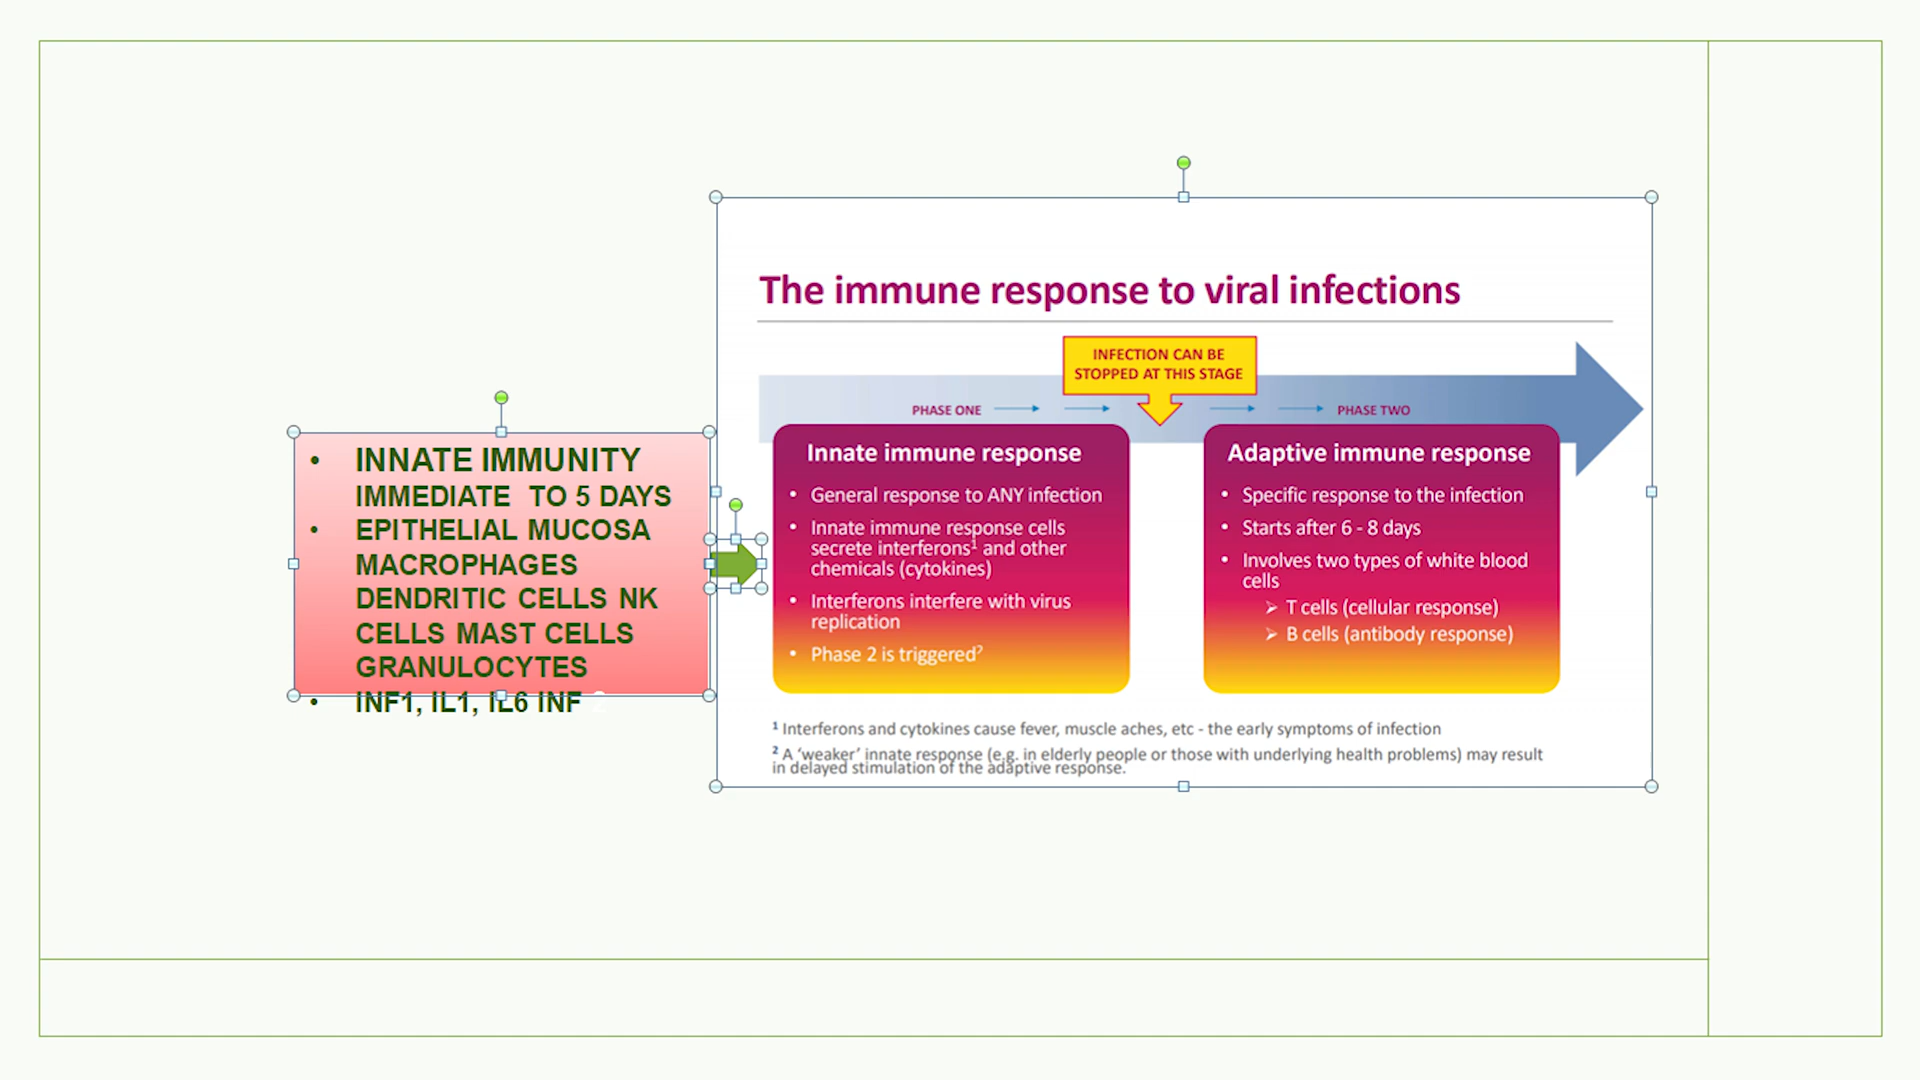 • INNATE IMMUNITY
IMMEDIATE TO 5 DAYS
• EPITHELIAL MUCOSA
MACROPHAGES
DENDRITIC CELLS NK
CELLS MAST CELLS
GRANULOCYTES
• INF1, IL1, IL6 INF 2
The immune response to viral infections
INFECTION CAN BE
STOPPED AT THIS STAGE
PHASE ONE
PHASE TWO
Innate immune response
• General response to ANY infection
• Innate immune response cells
secrete interferons¹ and other
chemicals (cytokines)
• Interferons interfere with virus
replication
• Phase 2 is triggered²
Adaptive immune response
• Specific response to the infection
• Starts after 6 - 8 days
• Involves two types of white blood
cells
➢ T cells (cellular response)
➢ B cells (antibody response)
¹ Interferons and cytokines cause fever, muscle aches, etc - the early symptoms of infection
² A ‘weaker’ innate response (e.g. in elderly people or those with underlying health problems) may result
in delayed stimulation of the adaptive response.